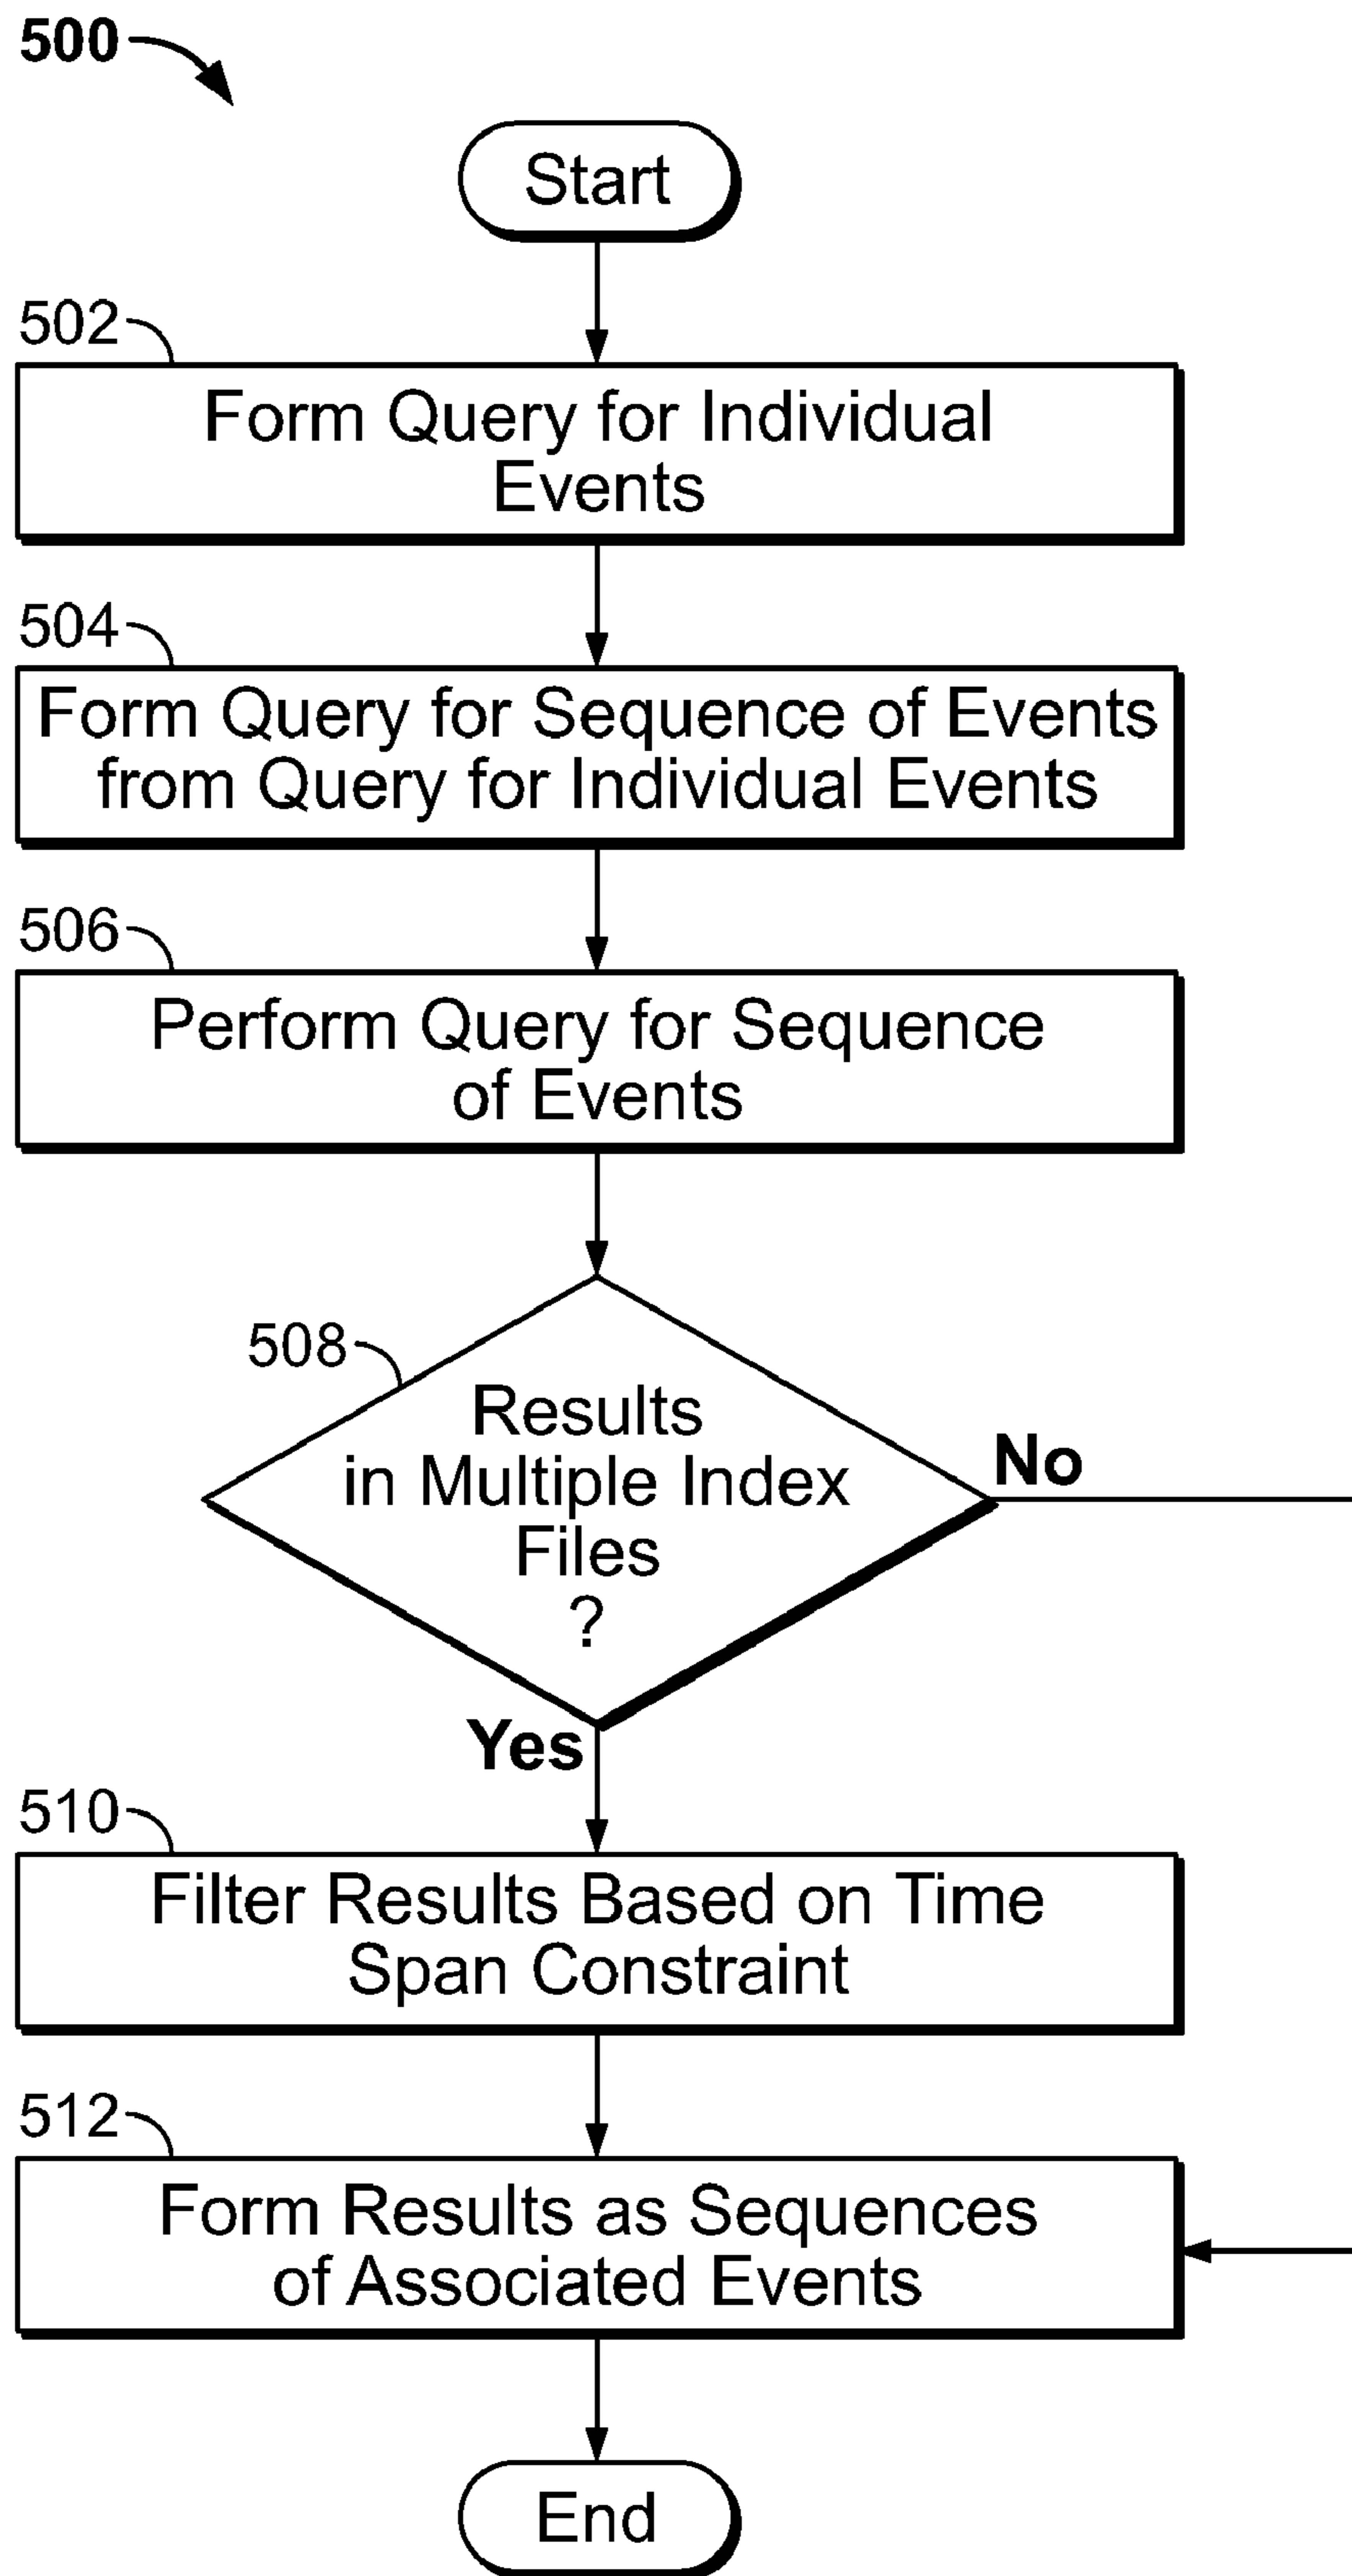 500
Start
502
Form Query for Individual
Events
504
Form Query for Sequence of Events
from Query for Individual Events
506
Perform Query for Sequence
of Events
508
Results
in Multiple Index
Files
?
No
Yes
510
Filter Results Based on Time
Span Constraint
512
Form Results as Sequences
of Associated Events
End